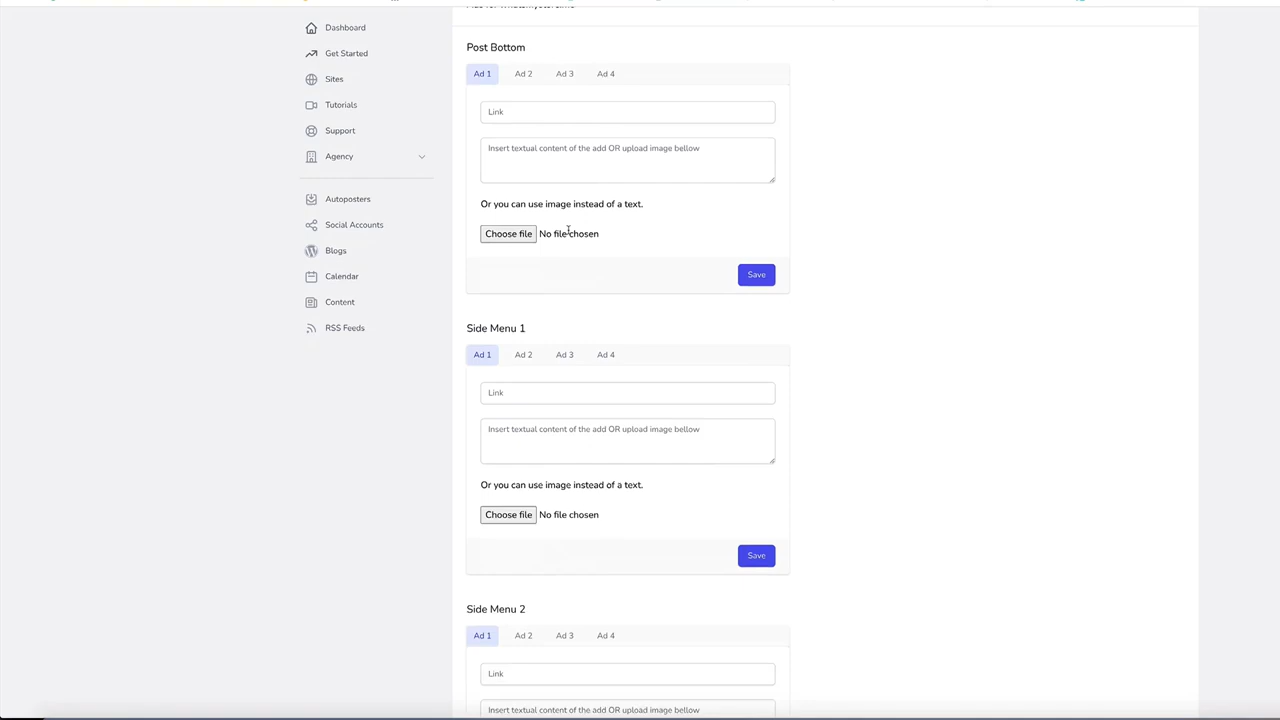 Dashboard
Get Started
Sites
Tutorials
Support
Agency
Autoposters
Social Accounts
Blogs
Calendar
Content
RSS Feeds
Post Bottom
Ad 1 Ad 2 Ad 3 Ad 4
Link
Insert textual content of the add OR upload image bellow
Or you can use image instead of a text.
Choose file No file chosen
Save
Side Menu 1
Ad 1 Ad 2 Ad 3 Ad 4
Link
Insert textual content of the add OR upload image bellow
Or you can use image instead of a text.
Choose file No file chosen
Save
Side Menu 2
Ad 1 Ad 2 Ad 3 Ad 4
Link
Insert textual content of the add OR upload image bellow